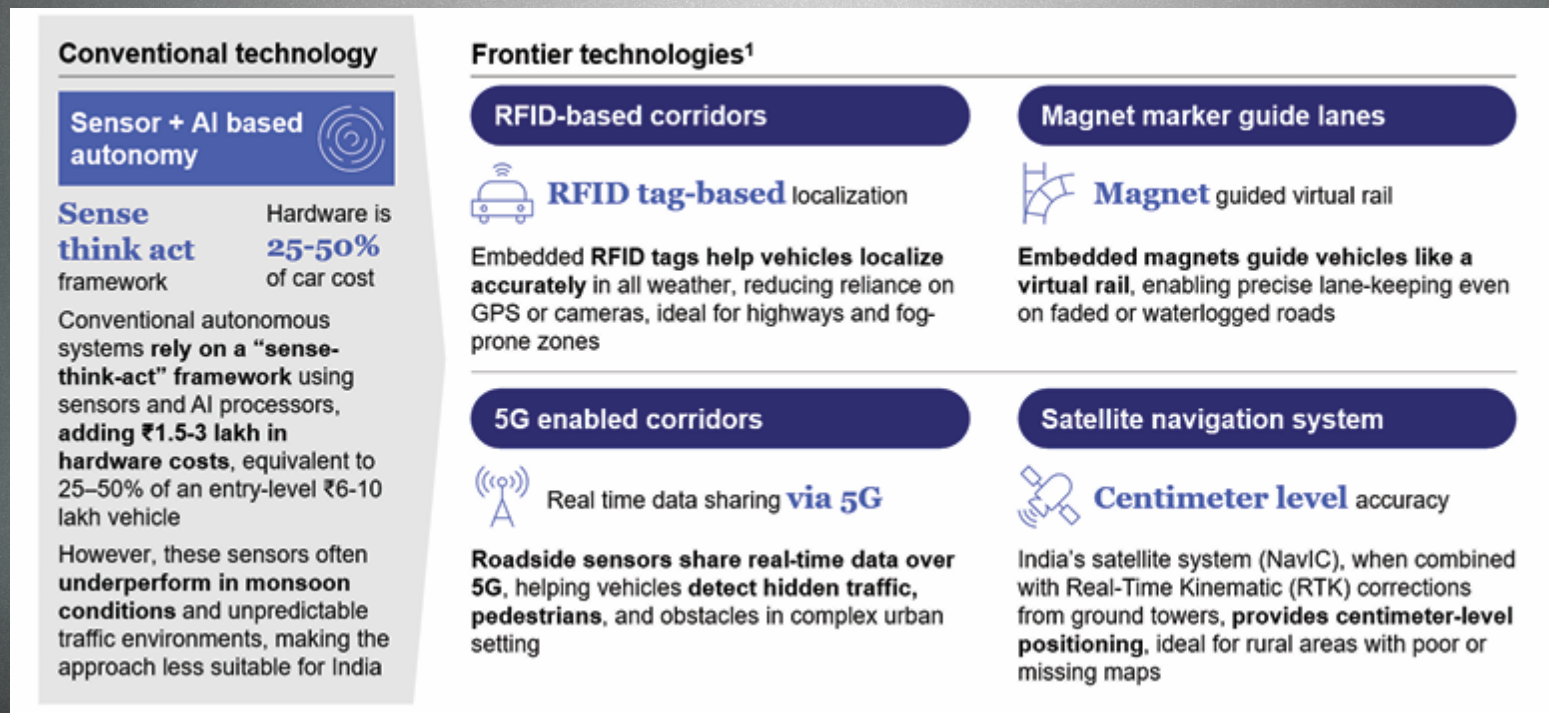 Conventional technology
Sensor + AI based
autonomy
Sense
think act
framework
Hardware is
25-50%
of car cost
Conventional autonomous
systems rely on a “sense-
think-act” framework using
sensors and AI processors,
adding ₹1.5-3 lakh in
hardware costs, equivalent to
25–50% of an entry-level ₹6-10
lakh vehicle
However, these sensors often
underperform in monsoon
conditions and unpredictable
traffic environments, making the
approach less suitable for India
Frontier technologies¹
RFID-based corridors
RFID tag-based localization
Embedded RFID tags help vehicles localize
accurately in all weather, reducing reliance on
GPS or cameras, ideal for highways and fog-
prone zones
Magnet marker guide lanes
Magnet guided virtual rail
Embedded magnets guide vehicles like a
virtual rail, enabling precise lane-keeping even
on faded or waterlogged roads
5G enabled corridors
Real time data sharing via 5G
Roadside sensors share real-time data over
5G, helping vehicles detect hidden traffic,
pedestrians, and obstacles in complex urban
setting
Satellite navigation system
Centimeter level accuracy
India’s satellite system (NavIC), when combined
with Real-Time Kinematic (RTK) corrections
from ground towers, provides centimeter-level
positioning, ideal for rural areas with poor or
missing maps